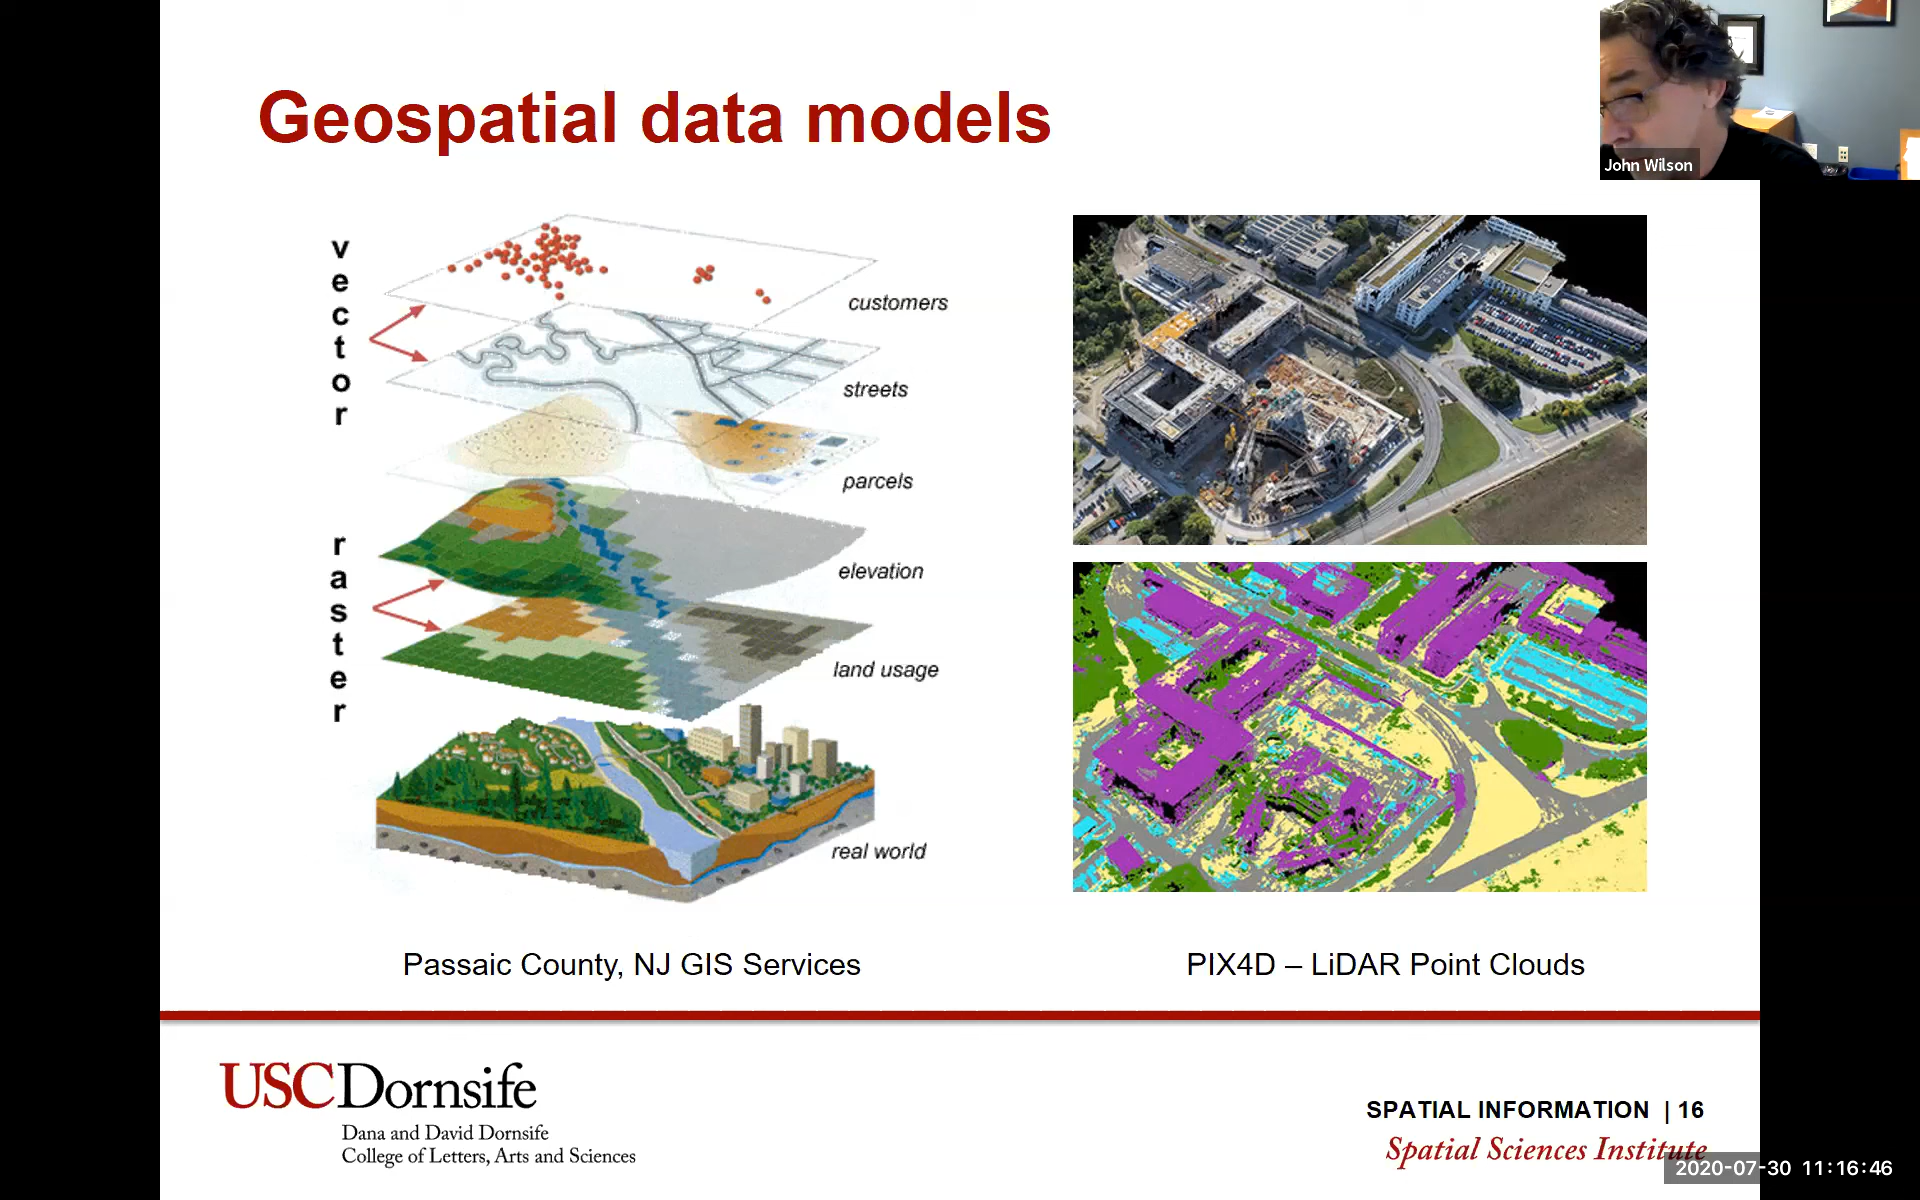 Geospatial data models
John Wilson
vector
customers
streets
parcels
raster
elevation
land usage
real world
Passaic County, NJ GIS Services
PIX4D – LiDAR Point Clouds
USCDornsife
Dana and David Dornsife
College of Letters, Arts and Sciences
SPATIAL INFORMATION | 16
Spatial Sciences Institute
2020-07-30 11:16:46